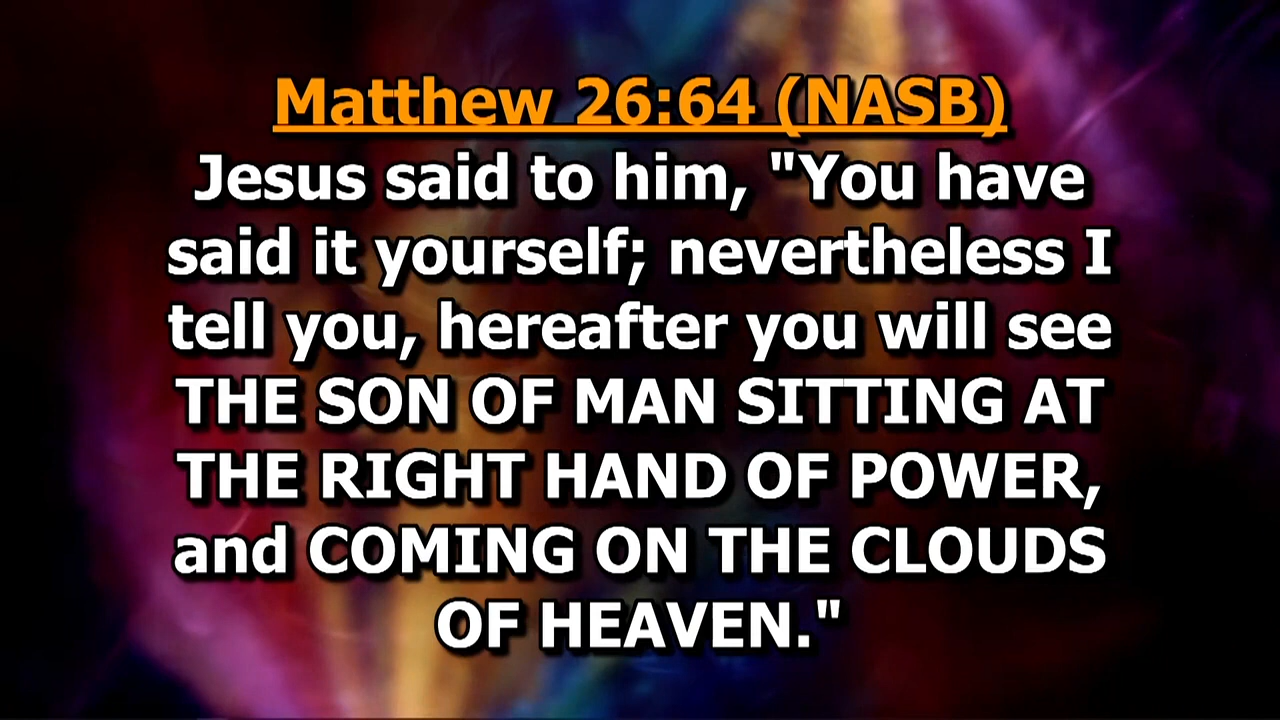 Matthew 26:64 (NASB)
Jesus said to him, "You have
said it yourself; nevertheless I
tell you, hereafter you will see
THE SON OF MAN SITTING AT
THE RIGHT HAND OF POWER,
and COMING ON THE CLOUDS
OF HEAVEN."